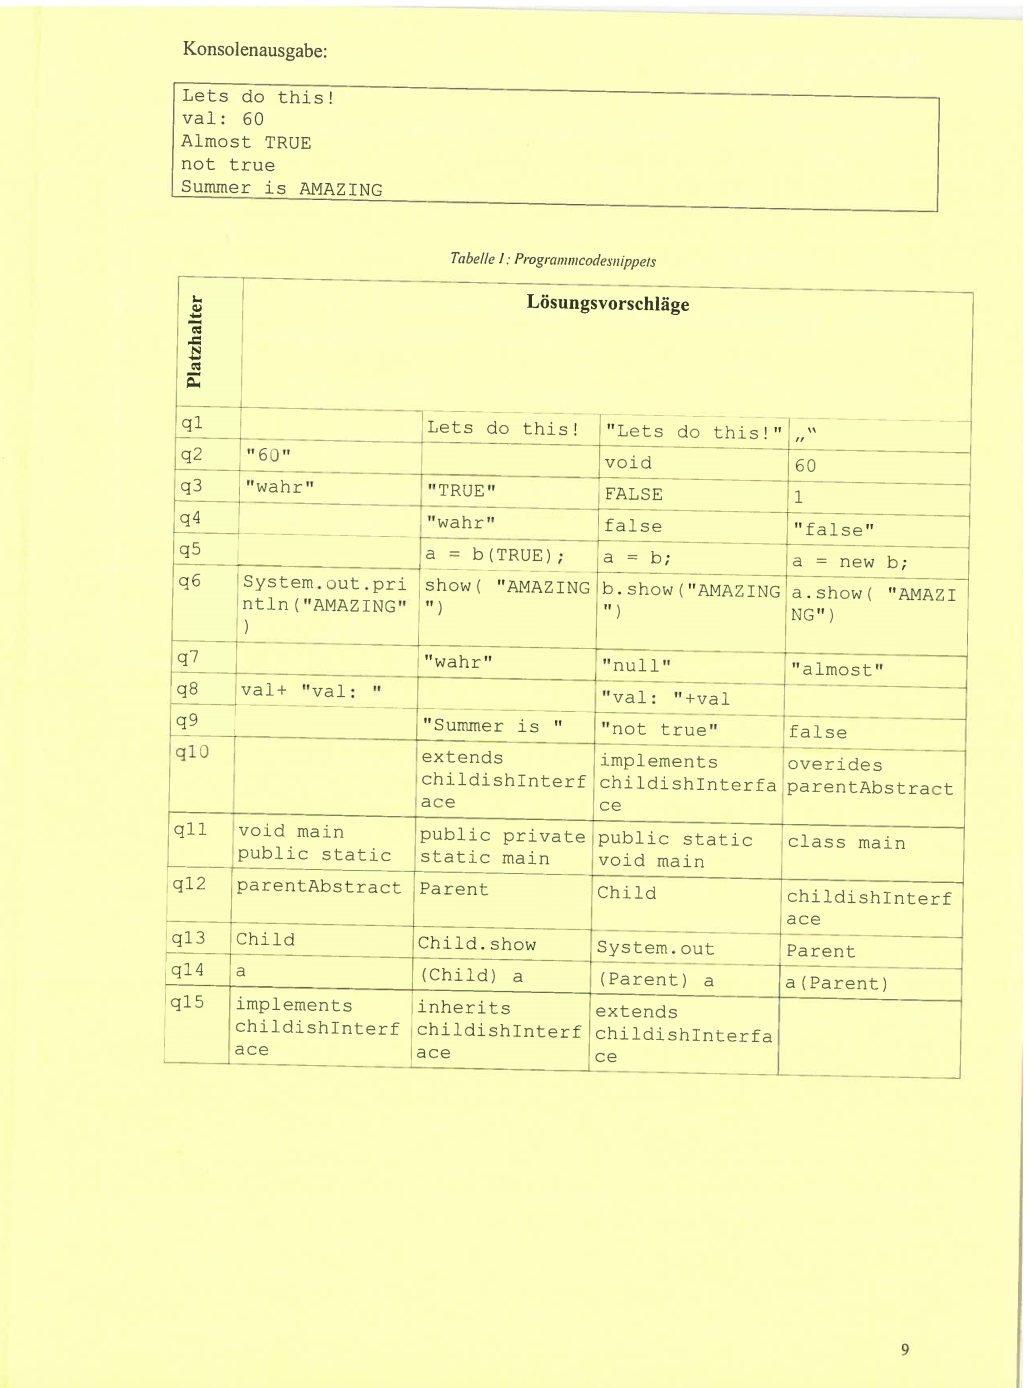 Konsolenausgabe:
Lets do this!
val: 60
Almost TRUE
not true
Summer is AMAZING
Tabelle 1: Programmcodesnippets
Platzhalter
Lösungsvorschläge
q1 Lets do this! "Lets do this!" „“
q2 "60" void 60
q3 "wahr" "TRUE" FALSE 1
q4 "wahr" false "false"
q5 a = b(TRUE); a = b; a = new b;
q6 System.out.pri show( "AMAZING b.show("AMAZING a.show( "AMAZI
ntln("AMAZING" ") ") NG")
)
q7 "wahr" "null" "almost"
q8 val+ "val: " "val: "+val
q9 "Summer is " "not true" false
q10 extends implements overides
childishInterf childishInterfa parentAbstract
ace ce
q11 void main public private public static class main
public static static main void main
q12 parentAbstract Parent Child childishInterf
ace
q13 Child Child.show System.out Parent
q14 a (Child) a (Parent) a a(Parent)
q15 implements inherits extends
childishInterf childishInterf childishInterfa
ace ace ce
9